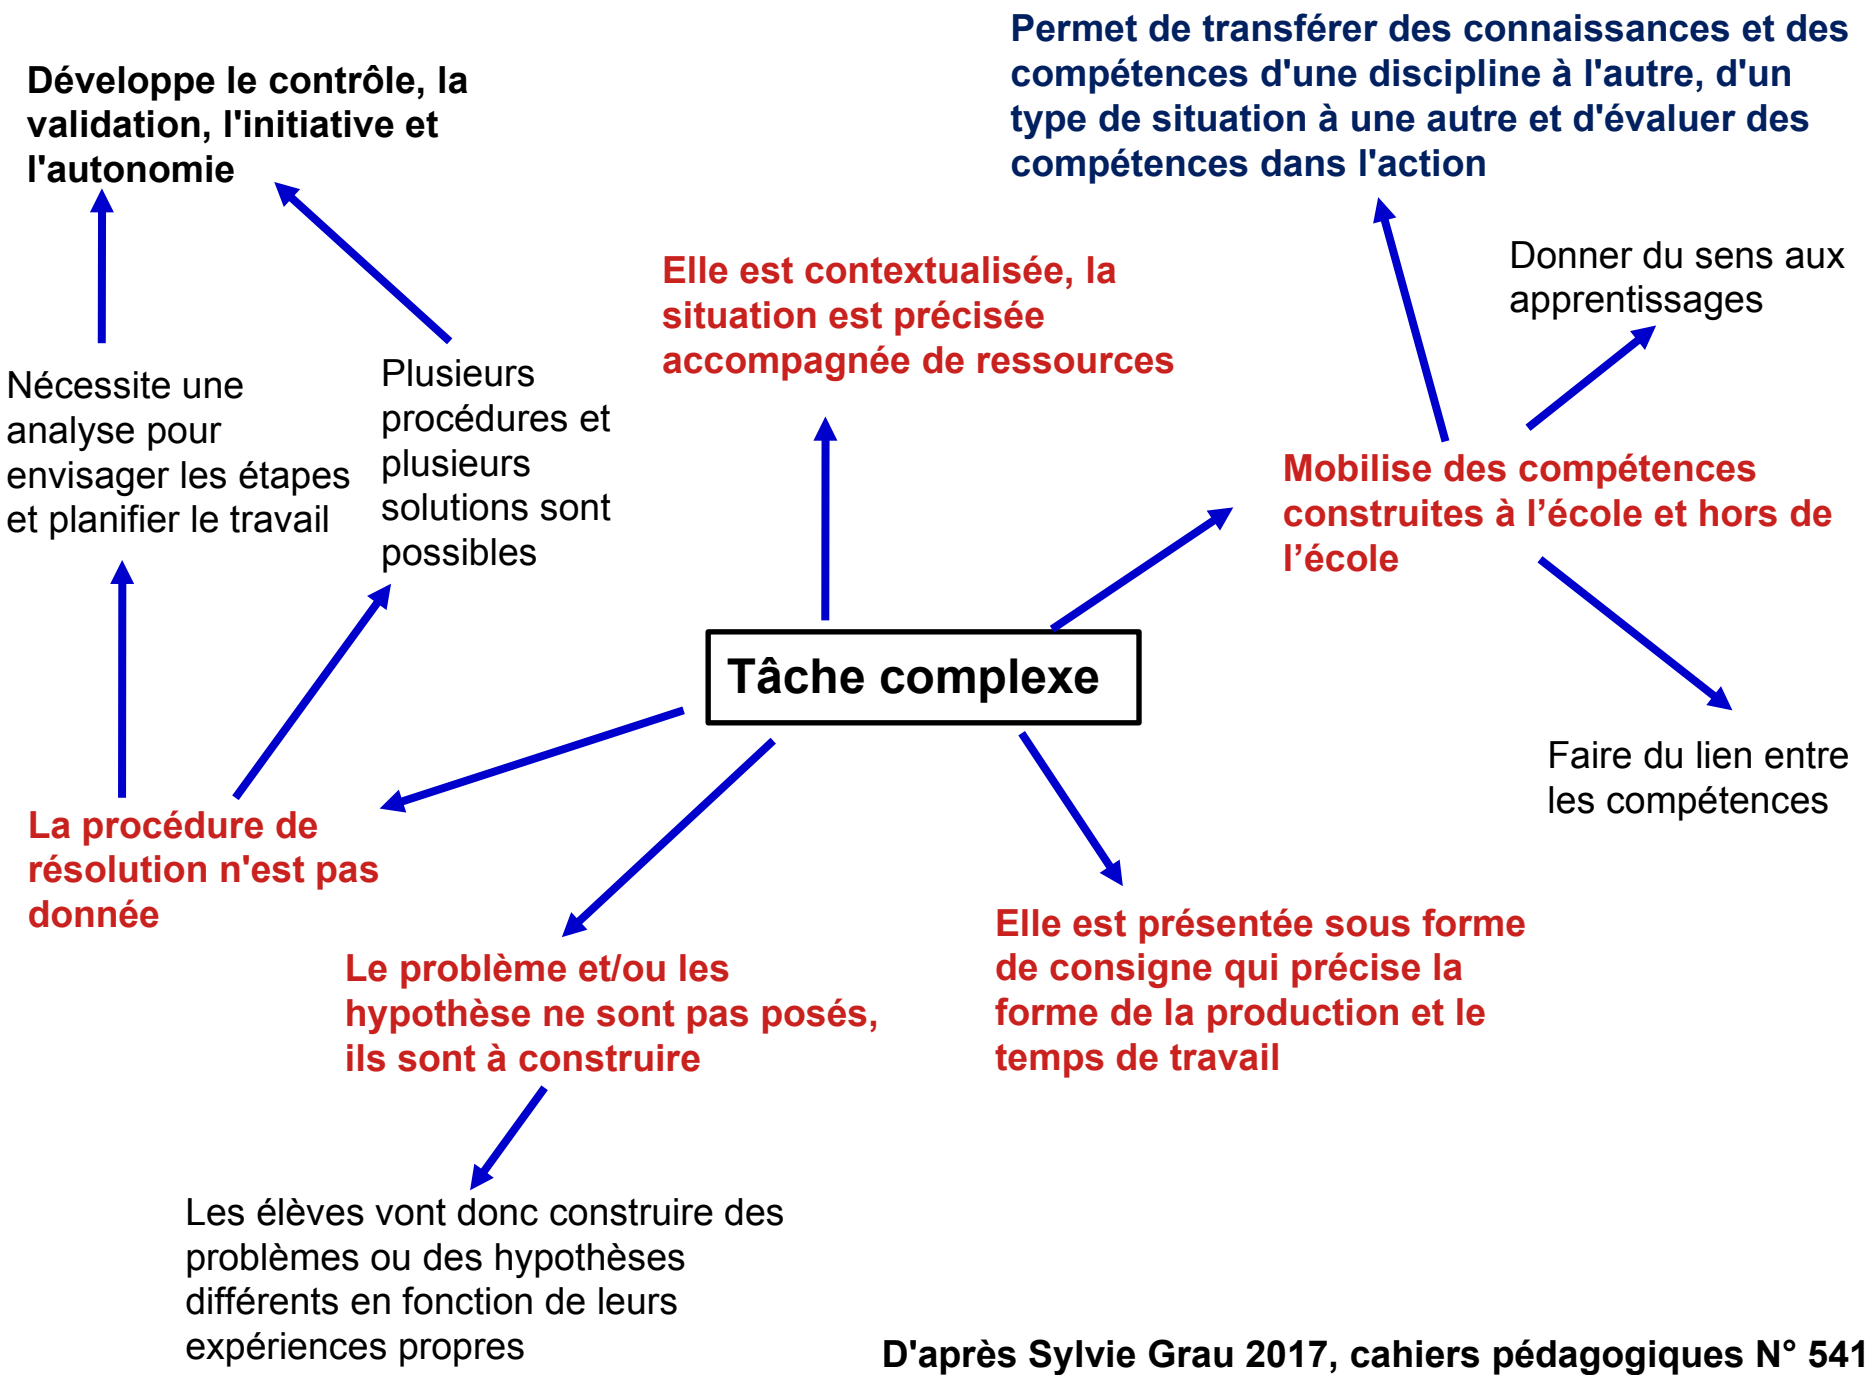 Permet de transférer des connaissances et des
compétences d'une discipline à l'autre, d'un
type de situation à une autre et d'évaluer des
compétences dans l'action
Développe le contrôle, la
validation, l'initiative et
l'autonomie
Elle est contextualisée, la
situation est précisée
accompagnée de ressources
Donner du sens aux
apprentissages
Nécessite une
analyse pour
envisager les étapes
et planifier le travail
Plusieurs
procédures et
plusieurs
solutions sont
possibles
Mobilise des compétences
construites à l’école et hors de
l’école
Tâche complexe
Faire du lien entre
les compétences
La procédure de
résolution n'est pas
donnée
Le problème et/ou les
hypothèse ne sont pas posés,
ils sont à construire
Elle est présentée sous forme
de consigne qui précise la
forme de la production et le
temps de travail
Les élèves vont donc construire des
problèmes ou des hypothèses
différents en fonction de leurs
expériences propres
D'après Sylvie Grau 2017, cahiers pédagogiques N° 541